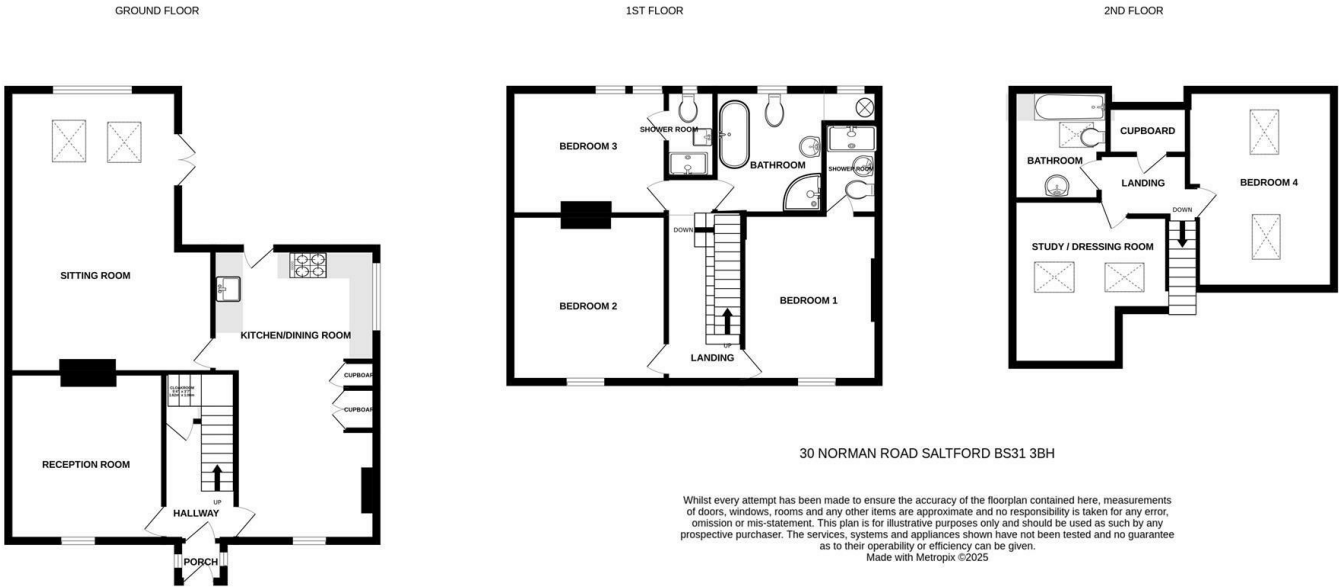 GROUND FLOOR
1ST FLOOR
2ND FLOOR
SITTING ROOM
KITCHEN/DINING ROOM
CUPBOAR
CUPBOAR
CLOAKROOM
RECEPTION ROOM
UP
HALLWAY
PORCH
BEDROOM 3
SHOWER ROOM
BATHROOM
SHOWER ROOM
DOWN
BEDROOM 2
BEDROOM 1
UP
LANDING
CUPBOARD
BATHROOM
LANDING
BEDROOM 4
DOWN
STUDY / DRESSING ROOM
30 NORMAN ROAD SALTFORD BS31 3BH
Whilst every attempt has been made to ensure the accuracy of the floorplan contained here, measurements
of doors, windows, rooms and any other items are approximate and no responsibility is taken for any error,
omission or mis-statement. This plan is for illustrative purposes only and should be used as such by any
prospective purchaser. The services, systems and appliances shown have not been tested and no guarantee
as to their operability or efficiency can be given.
Made with Metropix ©2025